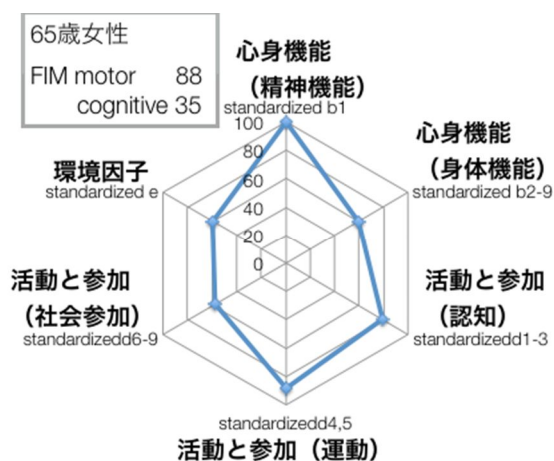 65歳女性
FIM motor 88
cognitive 35
心身機能
(精神機能)
standardized b1
100
80
60
40
20
0
心身機能
(身体機能)
standardized b2-9
活動と参加
(認知)
standardizedd1-3
standardizedd4,5
活動と参加(運動)
活動と参加
(社会参加)
standardizedd6-9
環境因子
standardized e